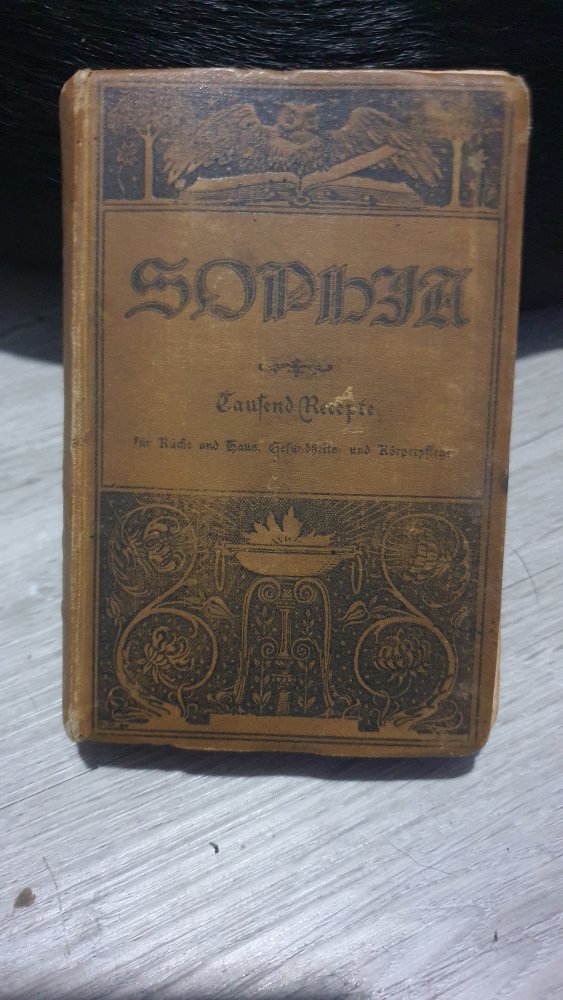 SOPHIA
Tausend Recepte
für Küche und Haus, Gesundheits- und Körperpflege